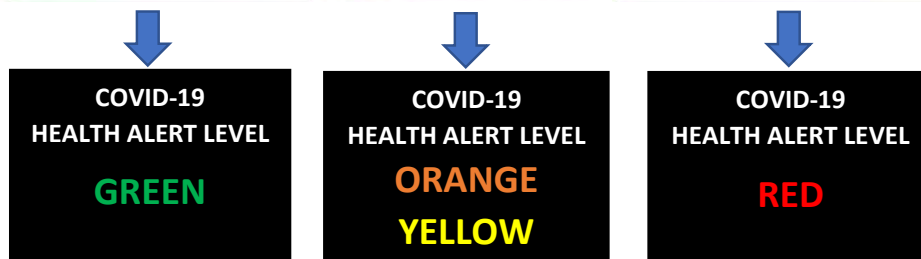 COVID-19
HEALTH ALERT LEVEL
GREEN
COVID-19
HEALTH ALERT LEVEL
ORANGE
YELLOW
COVID-19
HEALTH ALERT LEVEL
RED